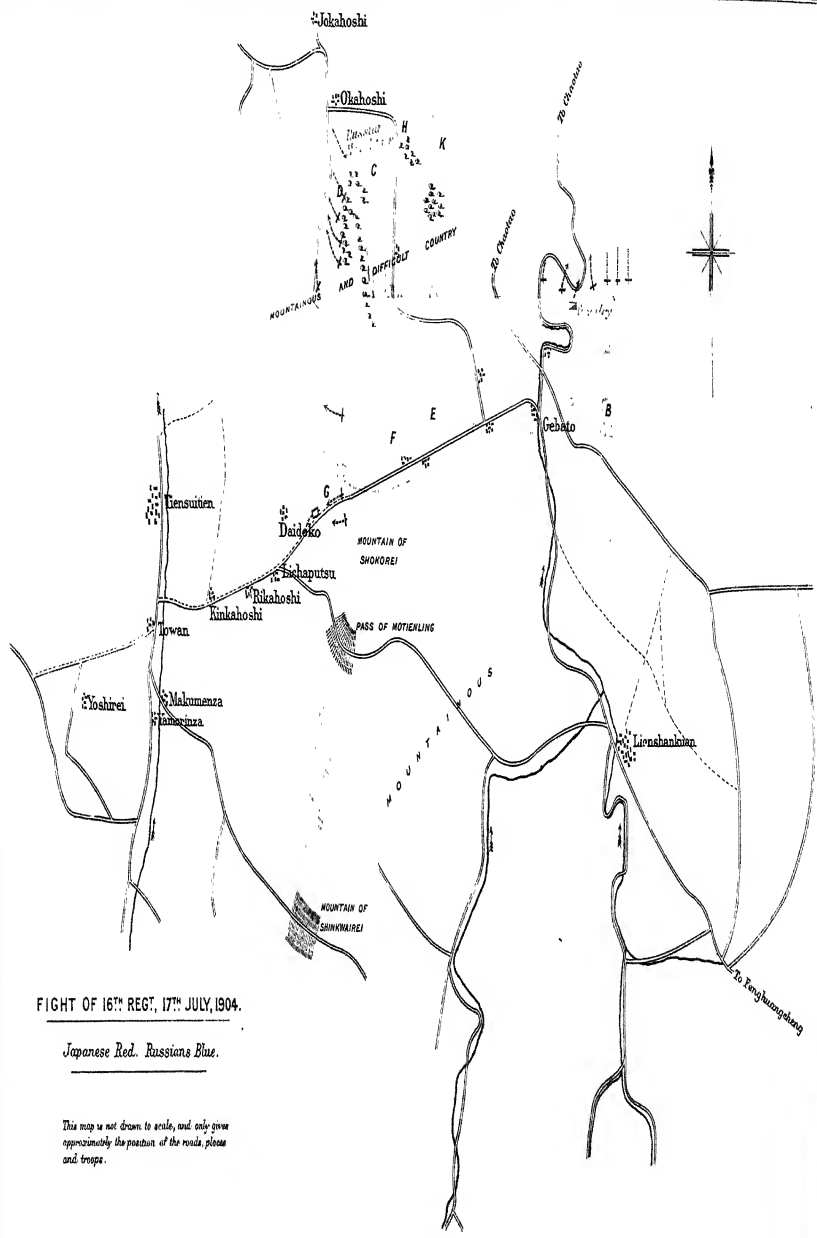 Jokahoshi
Okahoshi
To Chaotao
H
K
C
D
MOUNTAINOUS AND DIFFICULT COUNTRY
To Chaotao
B
E
F
Gebato
G
Tiensuitien
Daidoko
MOUNTAIN OF
SHOKOREI
Lichaputsu
Rikahoshi
Kinkahoshi
PASS OF MOTIENLING
Towan
Yoshirei
Makumenza
Tamorinza
MOUNTAINOUS
Lienshankuan
MOUNTAIN OF
SHINKWAIREI
To Fenghuangcheng
FIGHT OF 16TH REGT, 17TH JULY, 1904.
Japanese Red. Russians Blue.
This map is not drawn to scale, and only gives
approximately the position of the roads, places
and troops.